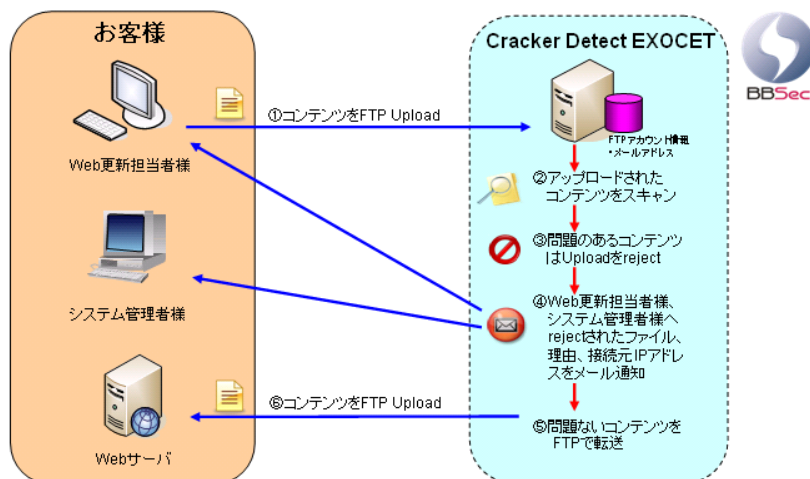 お客様
Cracker Detect EXOCET
BBSec
①コンテンツをFTP Upload
Web更新担当者様
FTPアカウント情報
・メールアドレス
②アップロードされた
コンテンツをスキャン
③問題のあるコンテンツ
はUploadをreject
システム管理者様
④Web更新担当者様、
システム管理者様へ
rejectされたファイル、
理由、接続元IPアドレ
スをメール通知
⑥コンテンツをFTP Upload
⑤問題ないコンテンツを
FTPで転送
Webサーバ